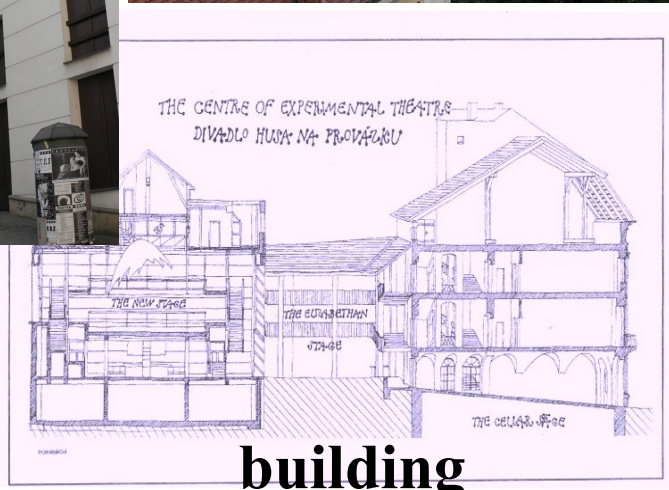 THE CENTRE OF EXPERIMENTAL THEATRE
DIVADLO HUSA NA PROVÁZKU
THE NEW STAGE
THE ELIZABETHAN
STAGE
THE CELLAR STAGE
building